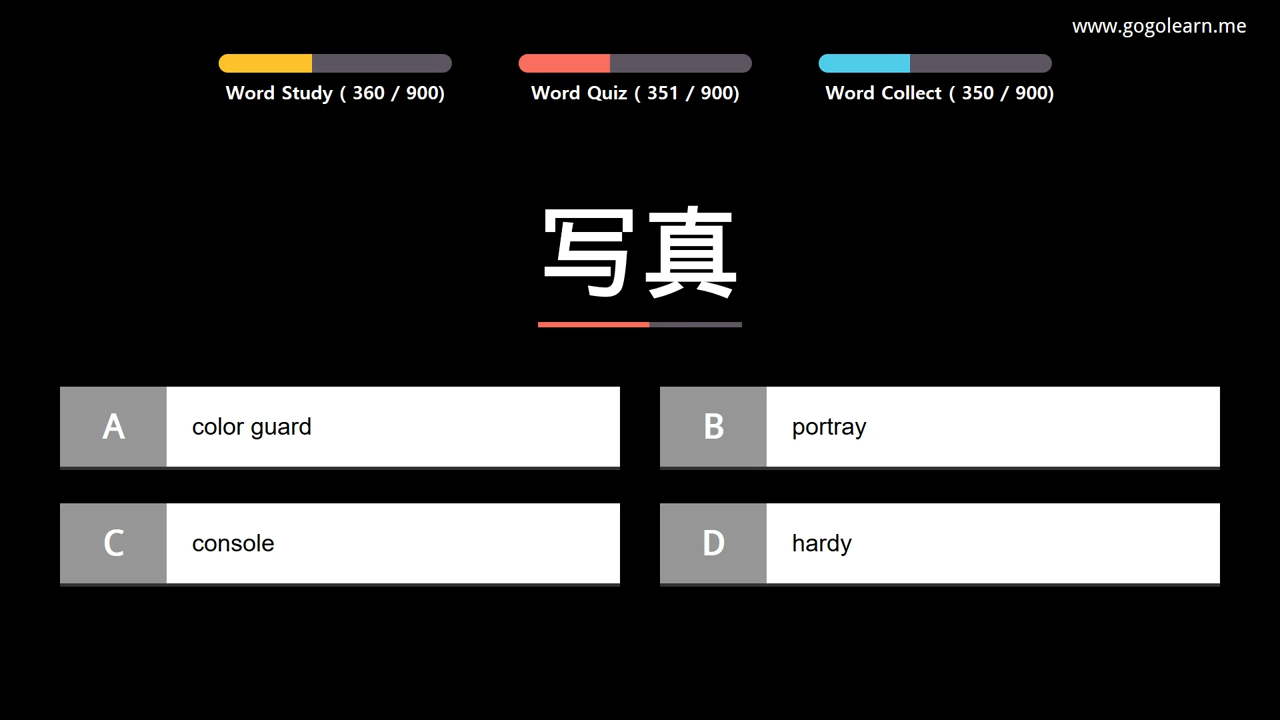 www.gogolearn.me
Word Study ( 360 / 900)
Word Quiz ( 351 / 900)
Word Collect ( 350 / 900)
写真
A color guard
B portray
C console
D hardy